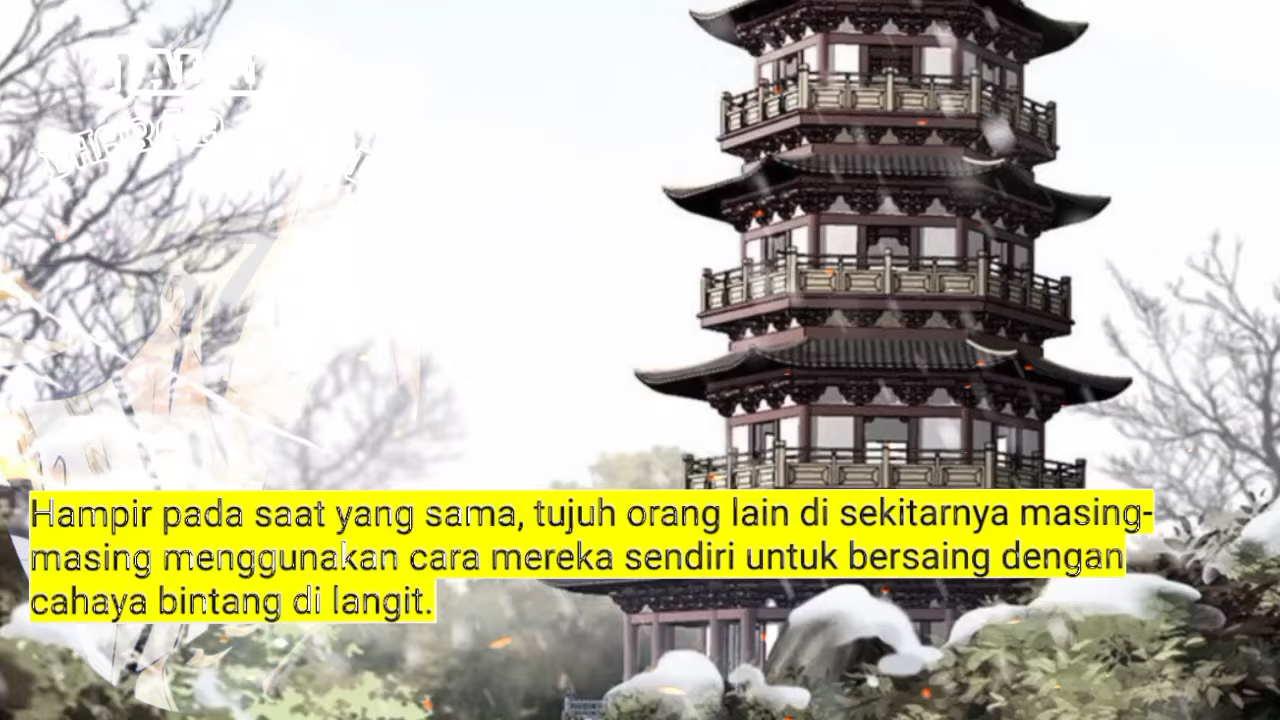 Hampir pada saat yang sama, tujuh orang lain di sekitarnya masing-
masing menggunakan cara mereka sendiri untuk bersaing dengan
cahaya bintang di langit.